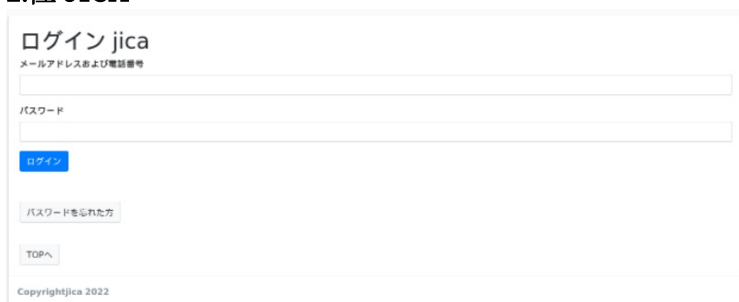 ログイン jica
メールアドレスおよび電話番号
パスワード
ログイン
パスワードを忘れた方
TOPへ
Copyrightjica 2022